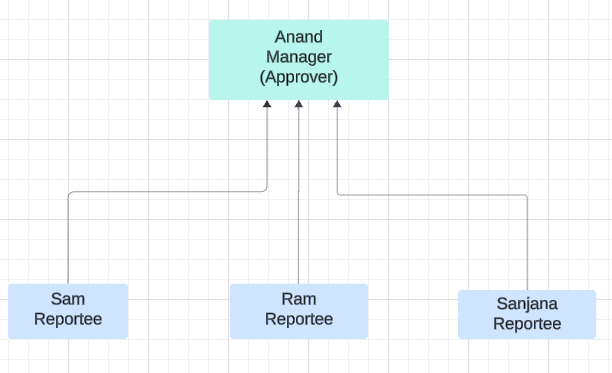 Anand
Manager
(Approver)
Sam
Reportee
Ram
Reportee
Sanjana
Reportee